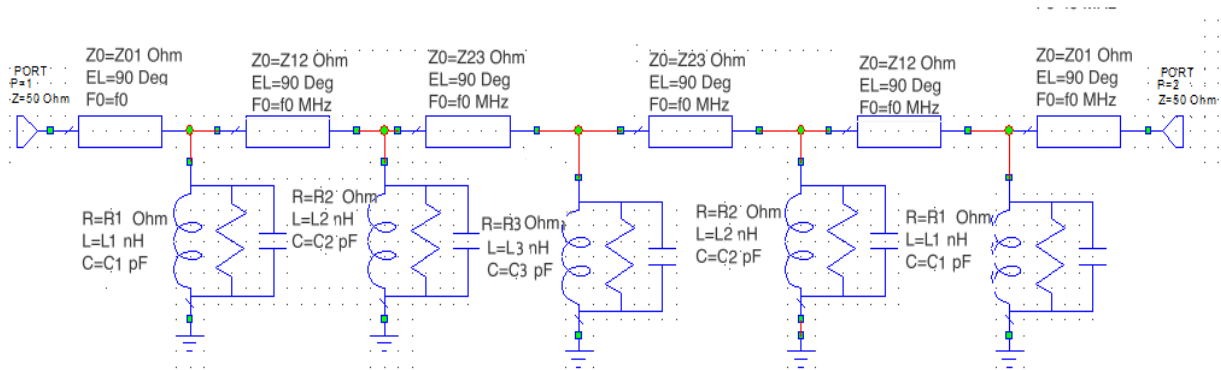 PORT
P=1
Z=50 Ohm
Z0=Z01 Ohm
EL=90 Deg
F0=f0
Z0=Z12 Ohm
EL=90 Deg
F0=f0 MHz
Z0=Z23 Ohm
EL=90 Deg
F0=f0 MHz
Z0=Z23 Ohm
EL=90 Deg
F0=f0 MHz
Z0=Z12 Ohm
EL=90 Deg
F0=f0 MHz
Z0=Z01 Ohm
EL=90 Deg
F0=f0 MHz
PORT
P=2
Z=50 Ohm
R=R1 Ohm
L=L1 nH
C=C1 pF
R=R2 Ohm
L=L2 nH
C=C2 pF
R=R3 Ohm
L=L3 nH
C=C3 pF
R=R2 Ohm
L=L2 nH
C=C2 pF
R=R1 Ohm
L=L1 nH
C=C1 pF